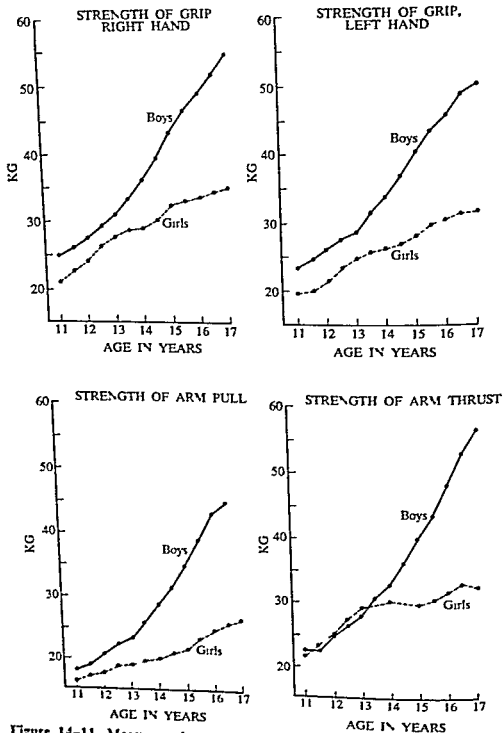 STRENGTH OF GRIP
RIGHT HAND
60
50
40
30
20
KG
Boys
Girls
11 12 13 14 15 16 17
AGE IN YEARS
STRENGTH OF GRIP,
LEFT HAND
60
50
40
30
20
KG
Boys
Girls
11 12 13 14 15 16 17
AGE IN YEARS
STRENGTH OF ARM PULL
60
50
40
30
20
KG
Boys
Girls
11 12 13 14 15 16 17
AGE IN YEARS
STRENGTH OF ARM THRUST
60
50
40
30
20
KG
Boys
Girls
11 12 13 14 15 16 17
AGE IN YEARS
Figure 14-11